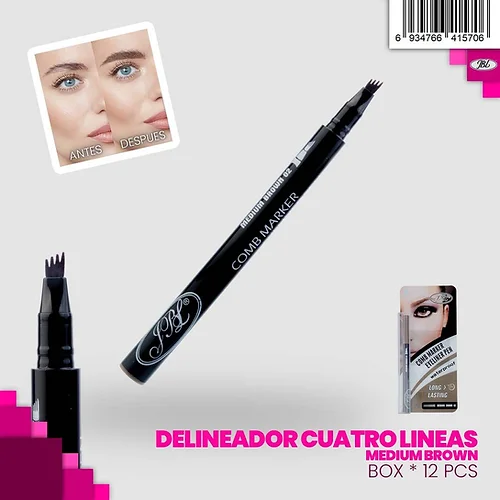 6 934766 415706
JBL
ANTES
DESPUES
MEDIUM BROWN 02
COMB MARKER
JBL®
COMB MARKER
EYELINER PEN
waterproof
LONG
LASTING
DELINEADOR CUATRO LINEAS
MEDIUM BROWN
BOX * 12 PCS